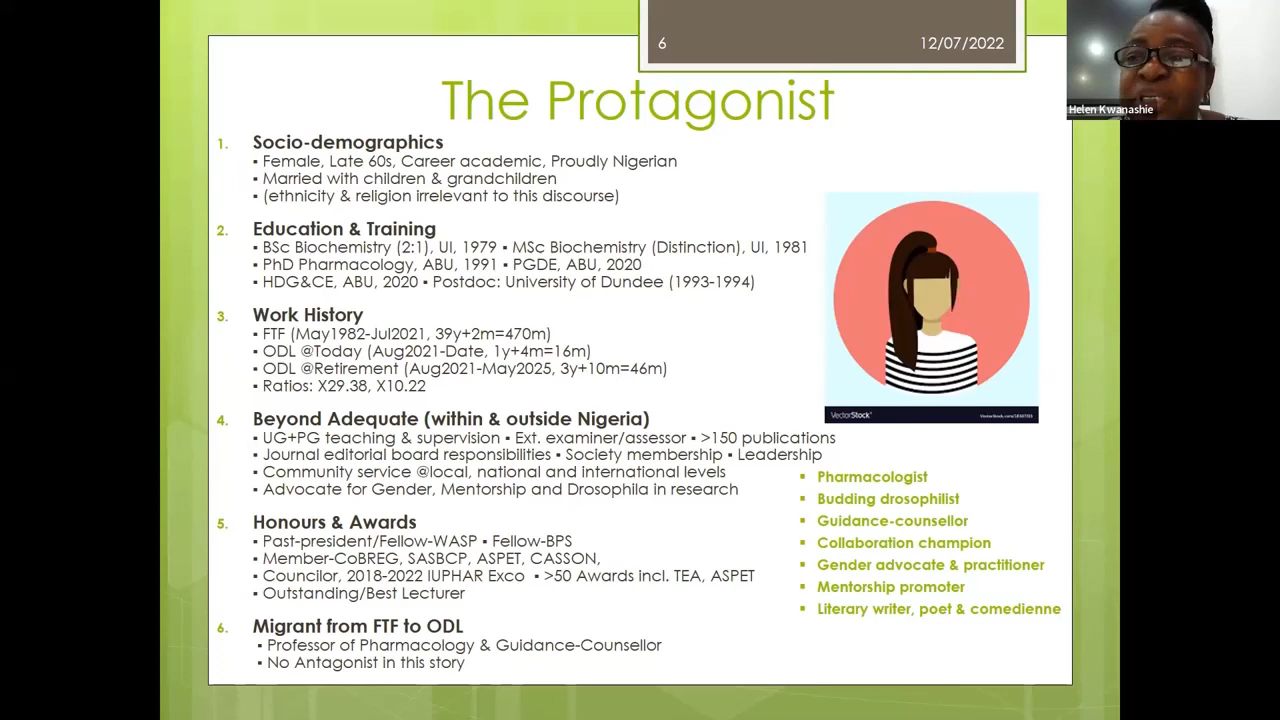 6
12/07/2022
Helen Kwanashie
The Protagonist
1. Socio-demographics
▪ Female, Late 60s, Career academic, Proudly Nigerian
▪ Married with children & grandchildren
▪ (ethnicity & religion irrelevant to this discourse)
2. Education & Training
▪ BSc Biochemistry (2:1), UI, 1979 ▪ MSc Biochemistry (Distinction), UI, 1981
▪ PhD Pharmacology, ABU, 1991 ▪ PGDE, ABU, 2020
▪ HDG&CE, ABU, 2020 ▪ Postdoc: University of Dundee (1993-1994)
3. Work History
▪ FTF (May1982-Jul2021, 39y+2m=470m)
▪ ODL @Today (Aug2021-Date, 1y+4m=16m)
▪ ODL @Retirement (Aug2021-May2025, 3y+10m=46m)
▪ Ratios: X29.38, X10.22
4. Beyond Adequate (within & outside Nigeria)
▪ UG+PG teaching & supervision ▪ Ext. examiner/assessor ▪ >150 publications
▪ Journal editorial board responsibilities ▪ Society membership ▪ Leadership
▪ Community service @local, national and international levels
▪ Advocate for Gender, Mentorship and Drosophila in research
5. Honours & Awards
▪ Past-president/Fellow-WASP ▪ Fellow-BPS
▪ Member-CoBREG, SASBCP, ASPET, CASSON,
▪ Councilor, 2018-2022 IUPHAR Exco ▪ >50 Awards incl. TEA, ASPET
▪ Outstanding/Best Lecturer
6. Migrant from FTF to ODL
▪ Professor of Pharmacology & Guidance-Counsellor
▪ No Antagonist in this story
VectorStock
▪ Pharmacologist
▪ Budding drosophilist
▪ Guidance-counsellor
▪ Collaboration champion
▪ Gender advocate & practitioner
▪ Mentorship promoter
▪ Literary writer, poet & comedienne